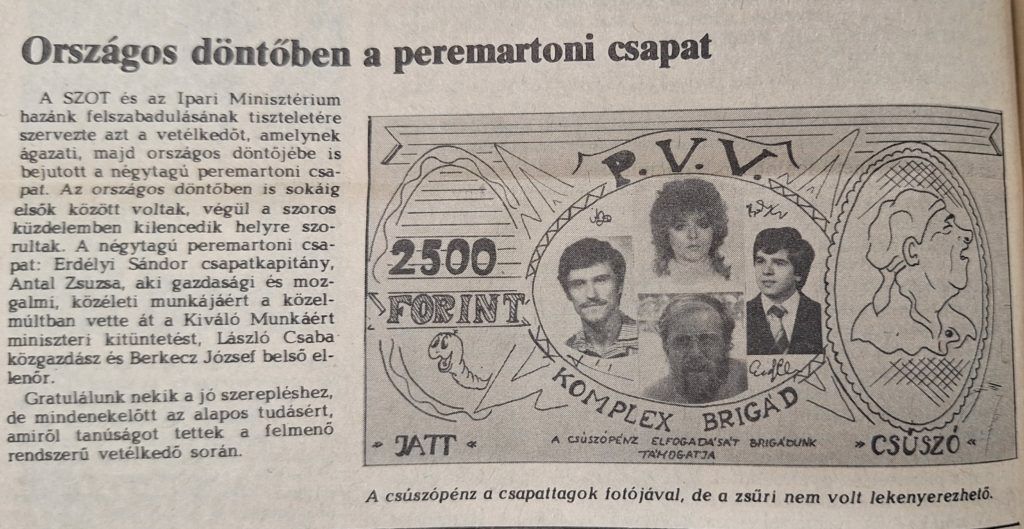 Országos döntőben a peremartoni csapat
A SZOT és az Ipari Minisztérium
hazánk felszabadulásának tiszteletére
szervezte azt a vetélkedőt, amelynek
ágazati, majd országos döntőjébe is
bejutott a négytagú peremartoni csa-
pat. Az országos döntőben is sokáig
elsők között voltak, végül a szoros
küzdelemben kilencedik helyre szo-
rultak. A négytagú peremartoni csa-
pat: Erdélyi Sándor csapatkapitány,
Antal Zsuzsa, aki gazdasági és moz-
galmi, közéleti munkájáért a közel-
múltban vette át a Kiváló Munkáért
miniszteri kitüntetést, László Csaba
közgazdász és Berkecz József belső el-
lenőr.
Gratulálunk nekik a jó szerepléshez,
de mindenekelőtt az alapos tudásért,
amiről tanúságot tettek a felmenő
rendszerű vetélkedő során.
P.V.V.
2500
FORINT
KOMPLEX BRIGÁD
» JATT «
A CSÚSZÓPÉNZ ELFOGADÁSÁT BRIGÁDUNK
TÁMOGATJA
» CSÚSZÓ «
A csúszópénz a csapattagok fotójával, de a zsűri nem volt lekenyerezhető.